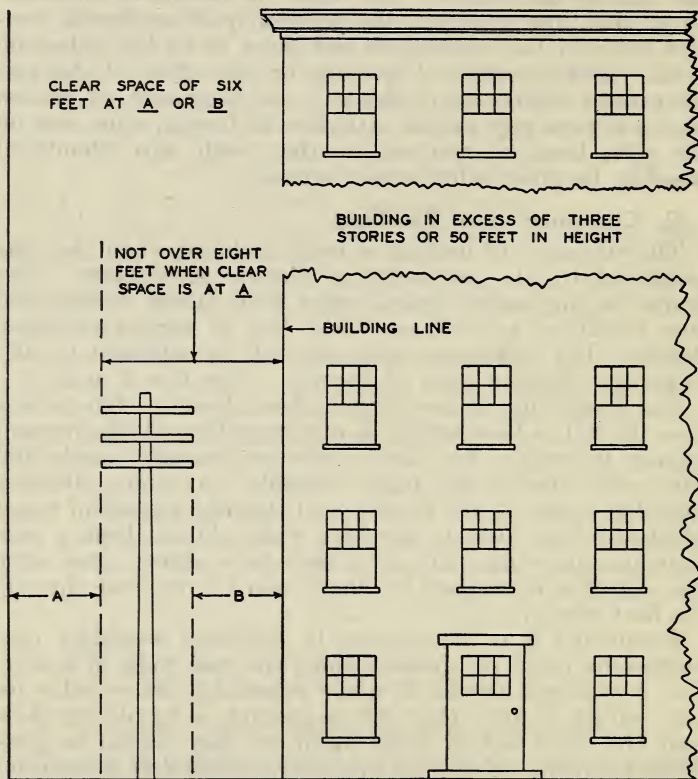 CLEAR SPACE OF SIX
FEET AT A OR B
BUILDING IN EXCESS OF THREE
STORIES OR 50 FEET IN HEIGHT
NOT OVER EIGHT
FEET WHEN CLEAR
SPACE IS AT A
BUILDING LINE
A
B